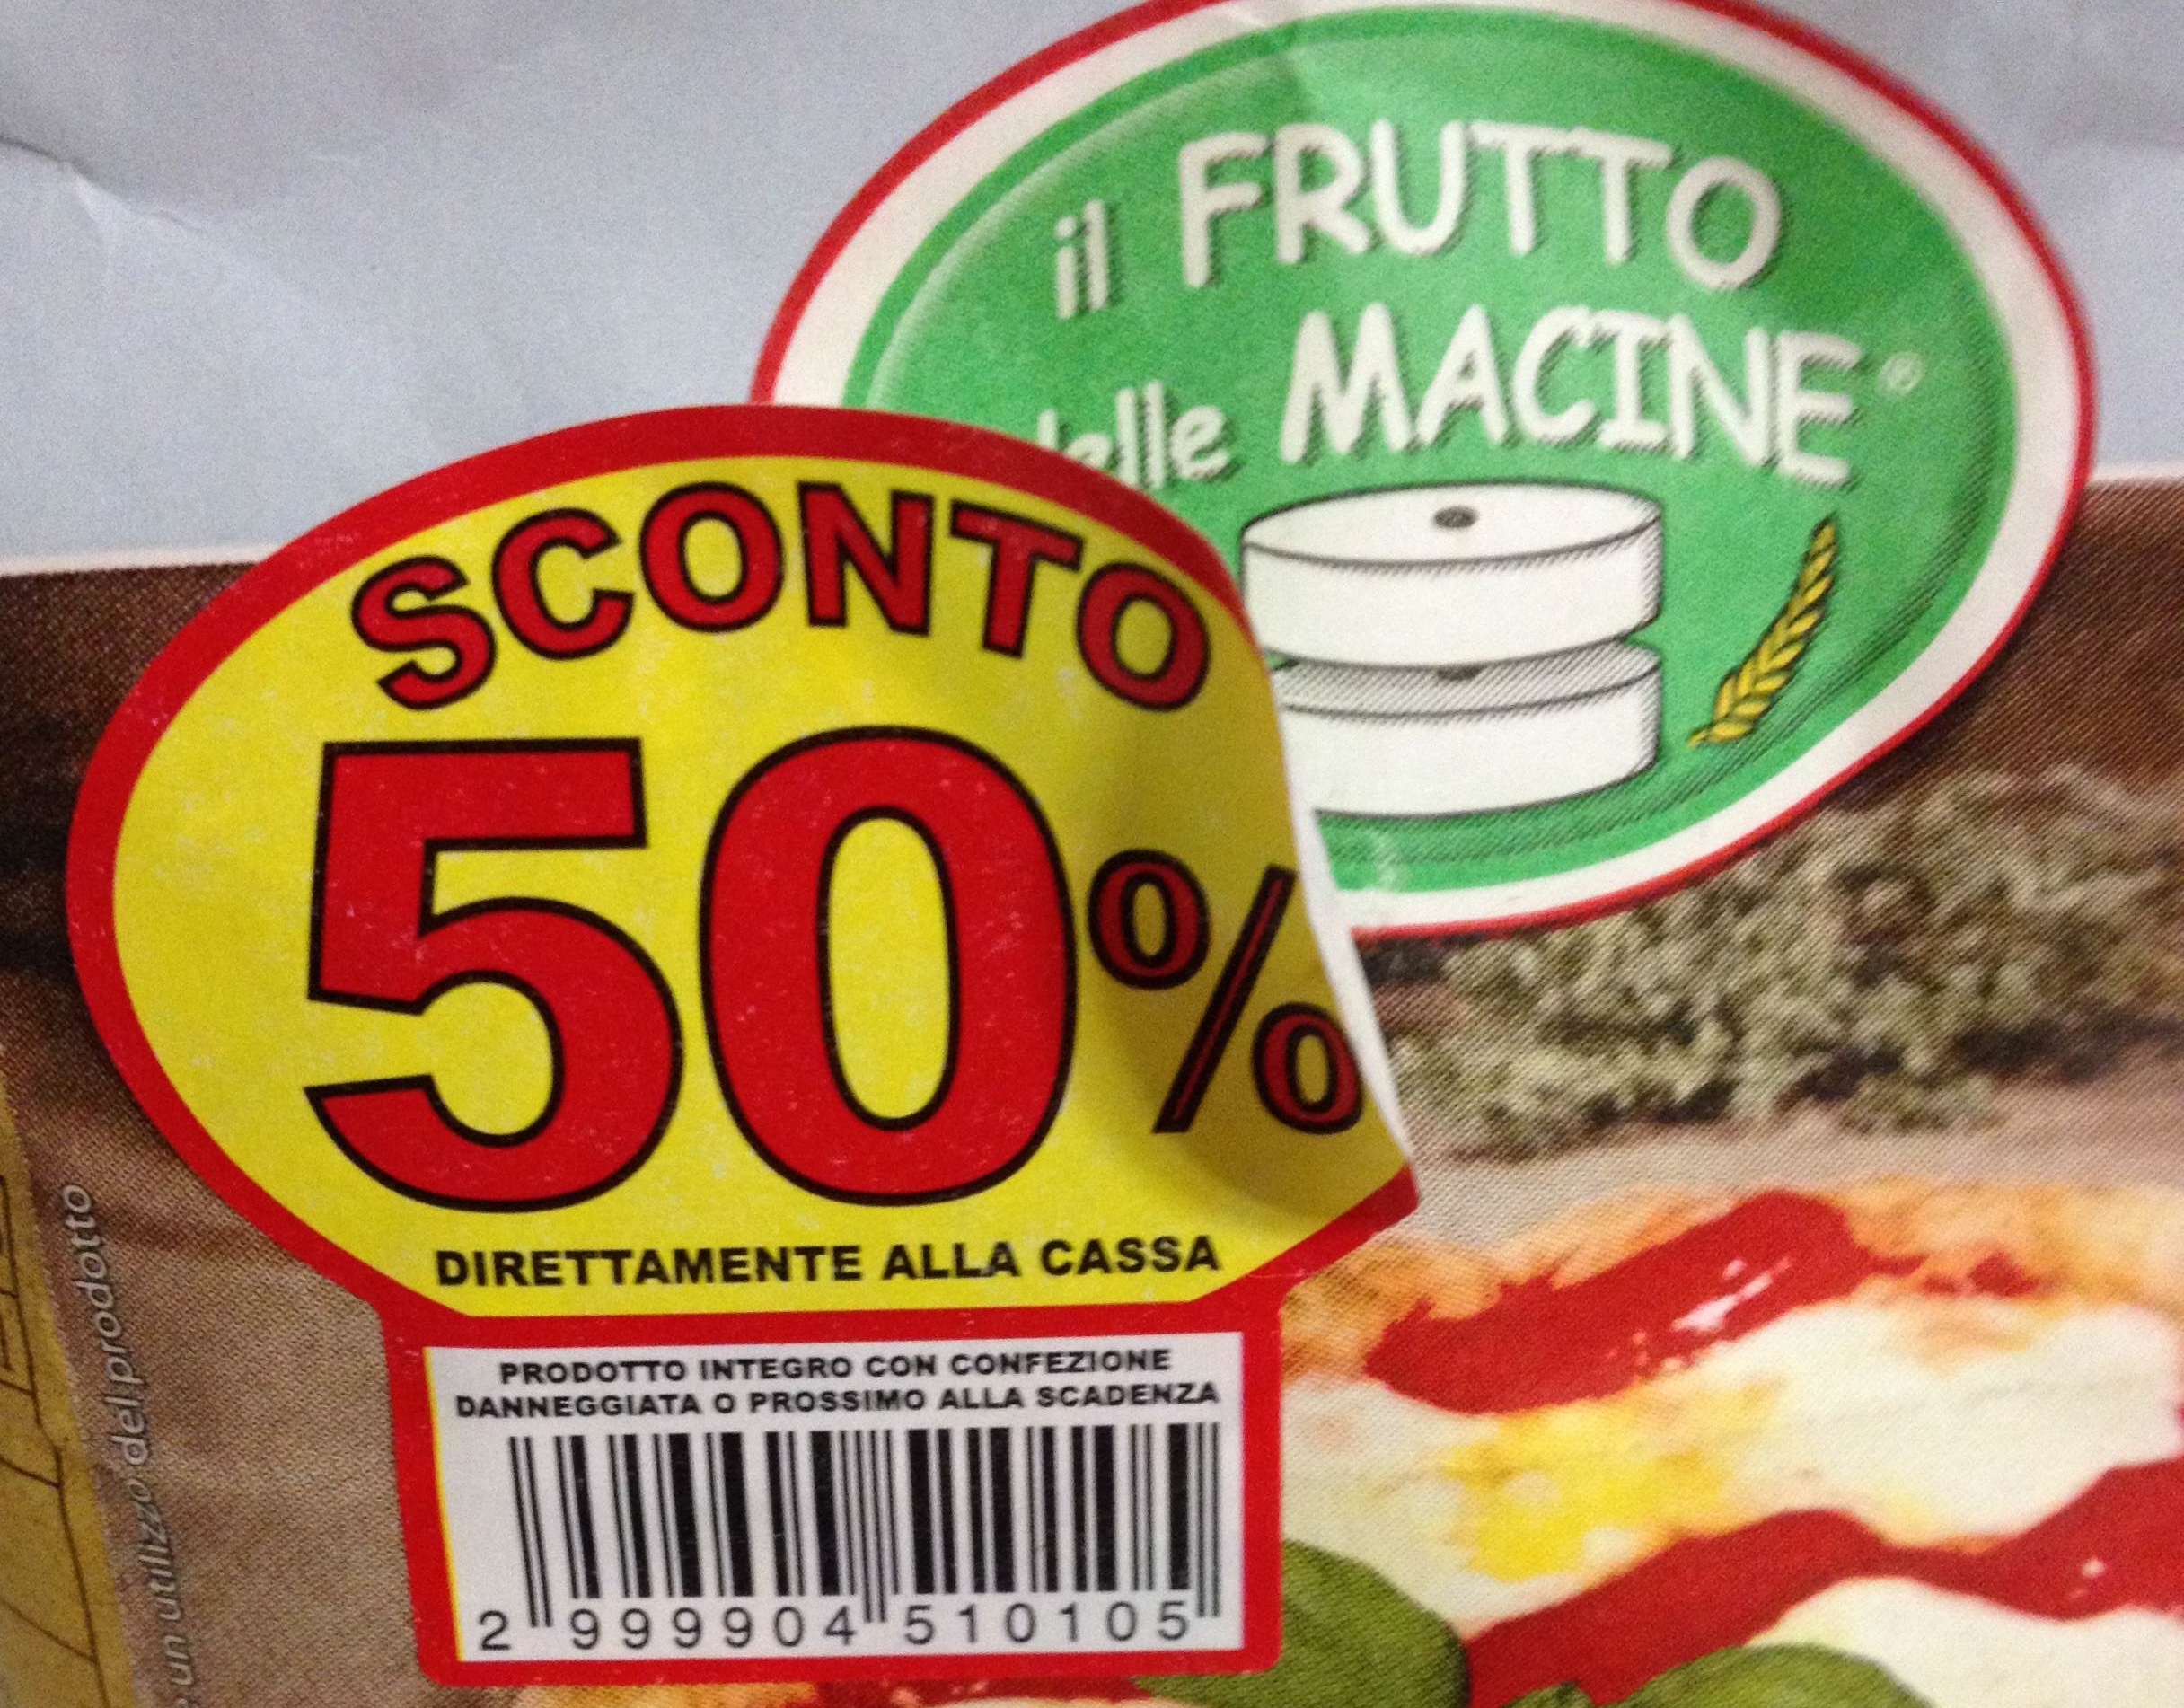 il FRUTTO
delle MACINE®
SCONTO
50%
DIRETTAMENTE ALLA CASSA
PRODOTTO INTEGRO CON CONFEZIONE
DANNEGGIATA O PROSSIMO ALLA SCADENZA
2 999904 510105
un utilizzo del prodotto